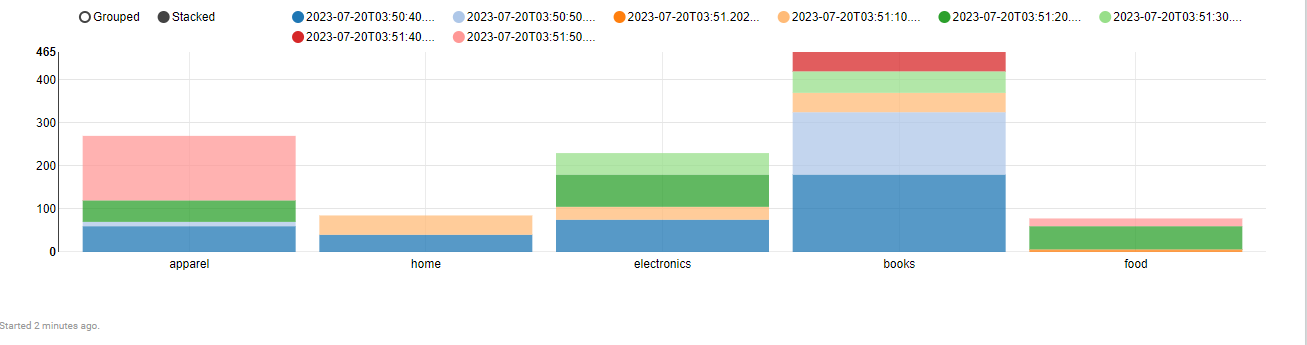 Grouped Stacked 2023-07-20T03:50:40.... 2023-07-20T03:50:50.... 2023-07-20T03:51.202... 2023-07-20T03:51:10.... 2023-07-20T03:51:20.... 2023-07-20T03:51:30....
2023-07-20T03:51:40.... 2023-07-20T03:51:50....
465
400
300
200
100
0
apparel home electronics books food
Started 2 minutes ago.